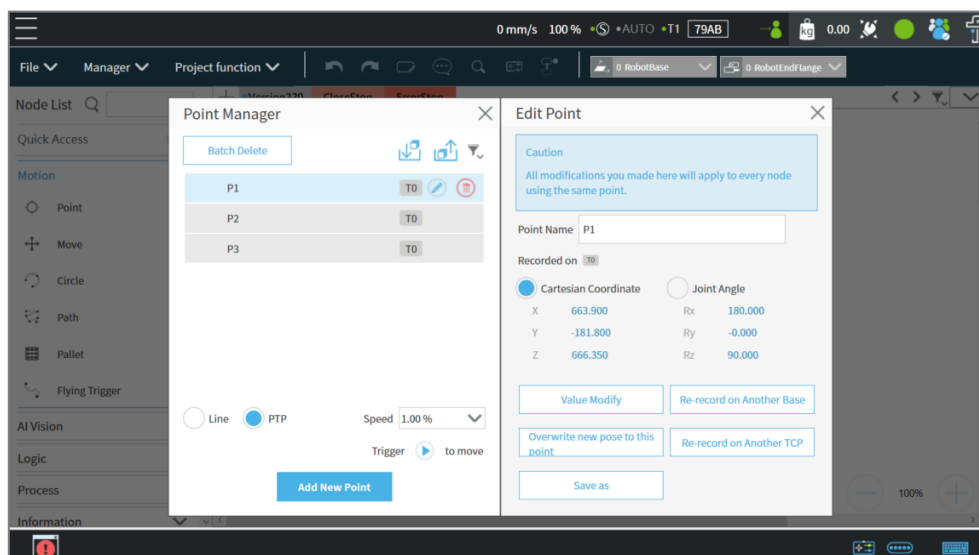 0 mm/s 100 % •Ⓢ •AUTO •T1 79AB
kg 0.00
File Manager Project function
0 RobotBase 0 RobotEndFlange
Node List
Version220 CloseStop ErrorStop
Quick Access
Motion
Point
Move
Circle
Path
Pallet
Flying Trigger
AI Vision
Logic
Process
Information
Point Manager
Batch Delete
P1 T0
P2 T0
P3 T0
Line PTP Speed 1.00 %
Trigger to move
Add New Point
Edit Point
Caution
All modifications you made here will apply to every node
using the same point.
Point Name P1
Recorded on T0
Cartesian Coordinate Joint Angle
X 663.900 Rx 180.000
Y -181.800 Ry -0.000
Z 666.350 Rz 90.000
Value Modify Re-record on Another Base
Overwrite new pose to this
point
Re-record on Another TCP
Save as
100%